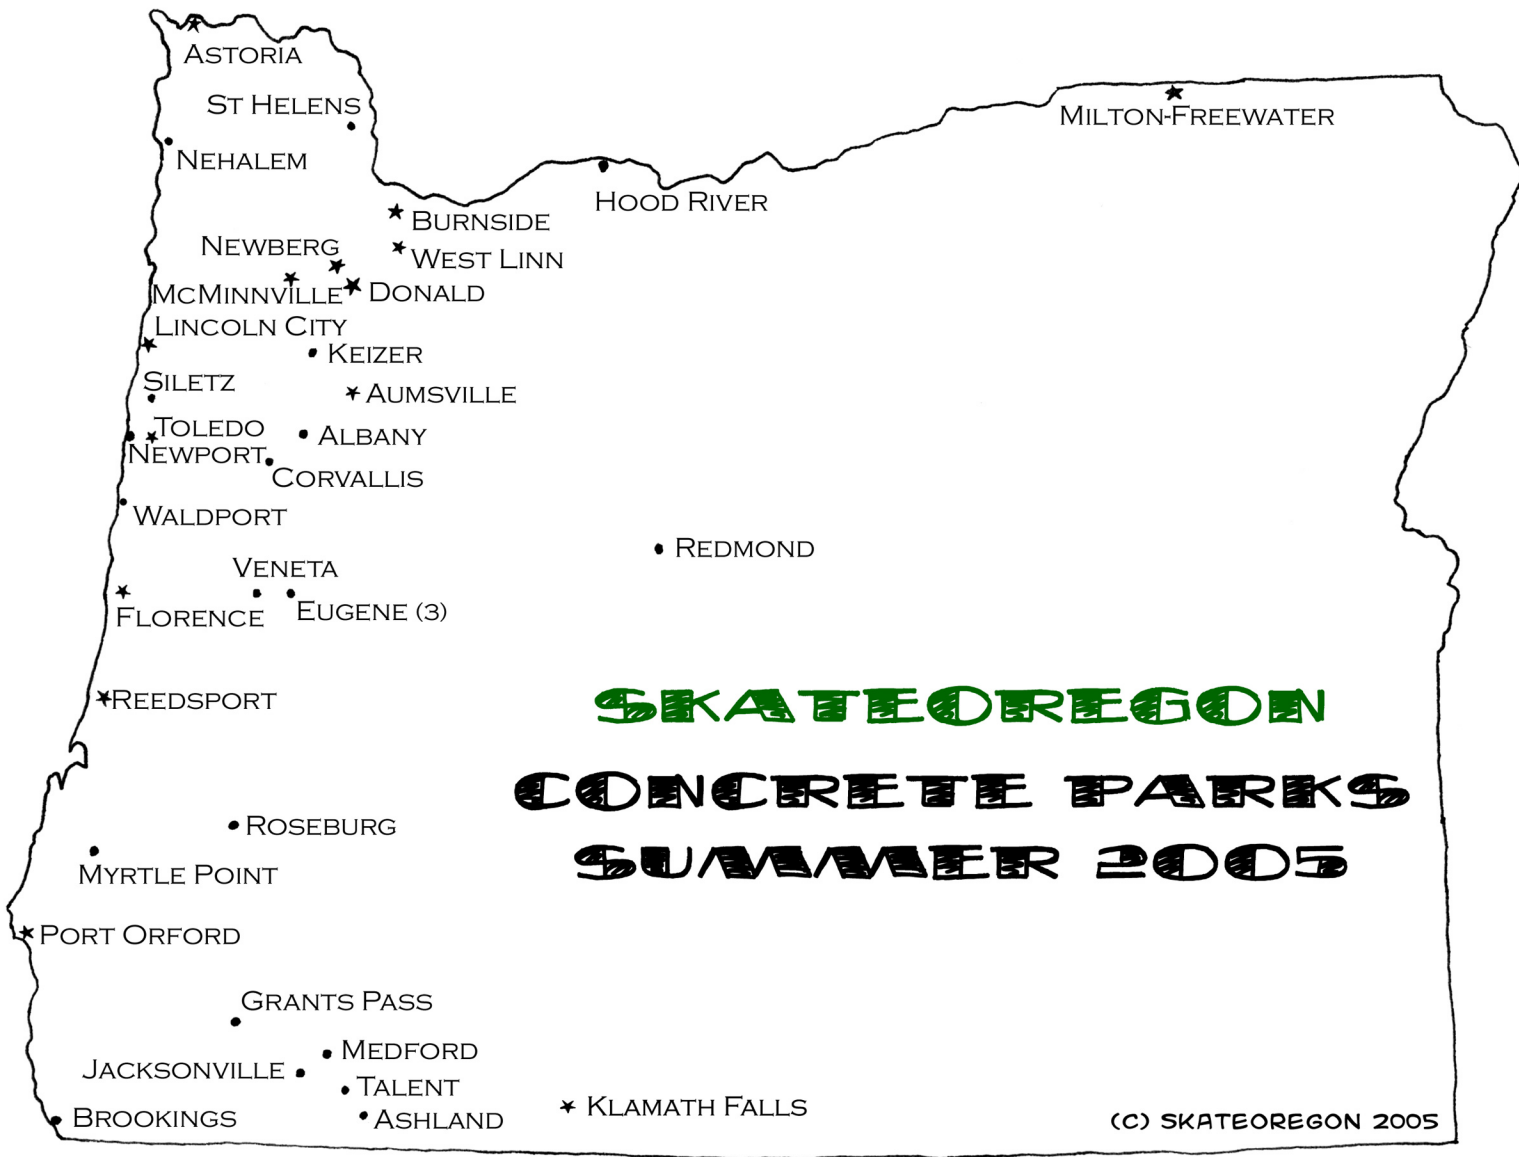 ASTORIA
ST HELENS
MILTON-FREEWATER
NEHALEM
HOOD RIVER
BURNSIDE
NEWBERG
WEST LINN
MCMINNVILLE
DONALD
LINCOLN CITY
KEIZER
SILETZ
AUMSVILLE
TOLEDO
ALBANY
NEWPORT
CORVALLIS
WALDPORT
REDMOND
VENETA
EUGENE (3)
FLORENCE
REEDSPORT
SKATEOREGON
CONCRETE PARKS
SUMMER 2005
ROSEBURG
MYRTLE POINT
PORT ORFORD
GRANTS PASS
MEDFORD
JACKSONVILLE
TALENT
KLAMATH FALLS
BROOKINGS
ASHLAND
(C) SKATEOREGON 2005